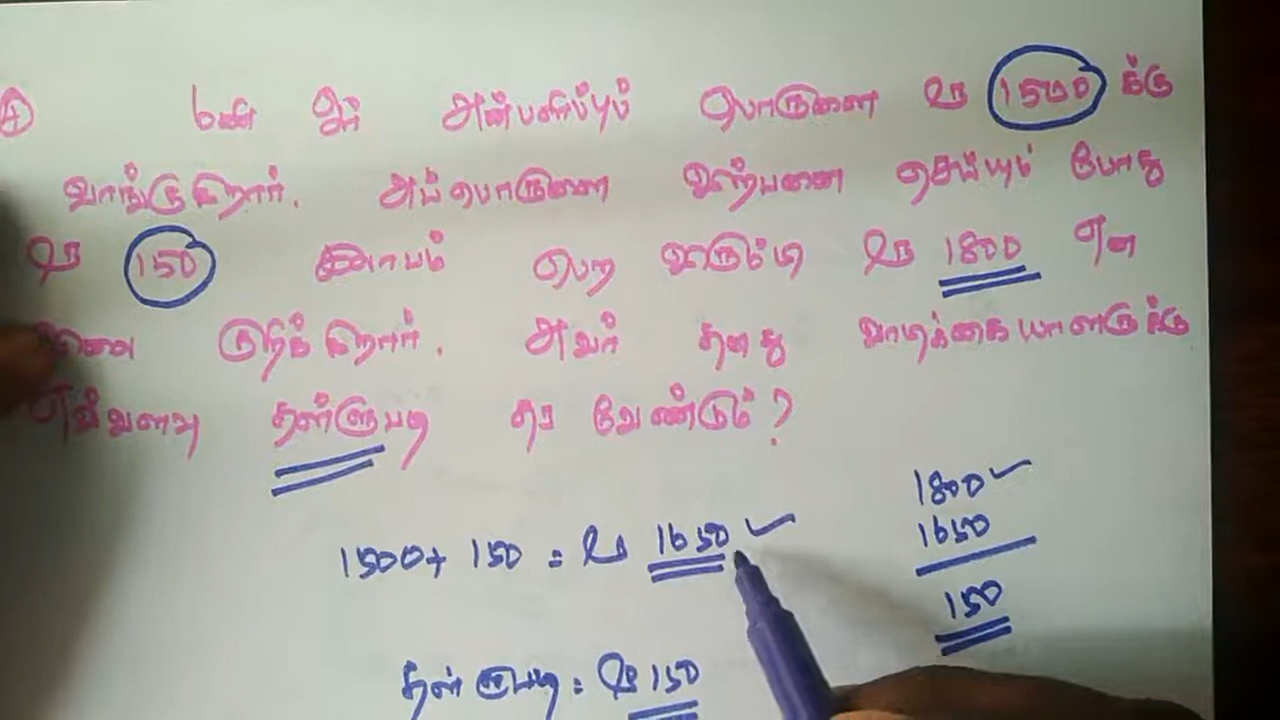 4) மணி ஓர் அன்பளிப்புப் பொருளை ரூ 1500 க்கு
வாங்குகிறார். அப்பொருளை விற்பனை செய்யும் போது
ரூ 150 இலாபம் பெற விரும்பி ரூ 1800 என
விலை குறிக்கிறார். அவர் தனது வாடிக்கையாளருக்கு
எவ்வளவு தள்ளுபடி தர வேண்டும்?
1800
1500 + 150 = ரூ 1650
1650
150
தள்ளுபடி = ரூ 150